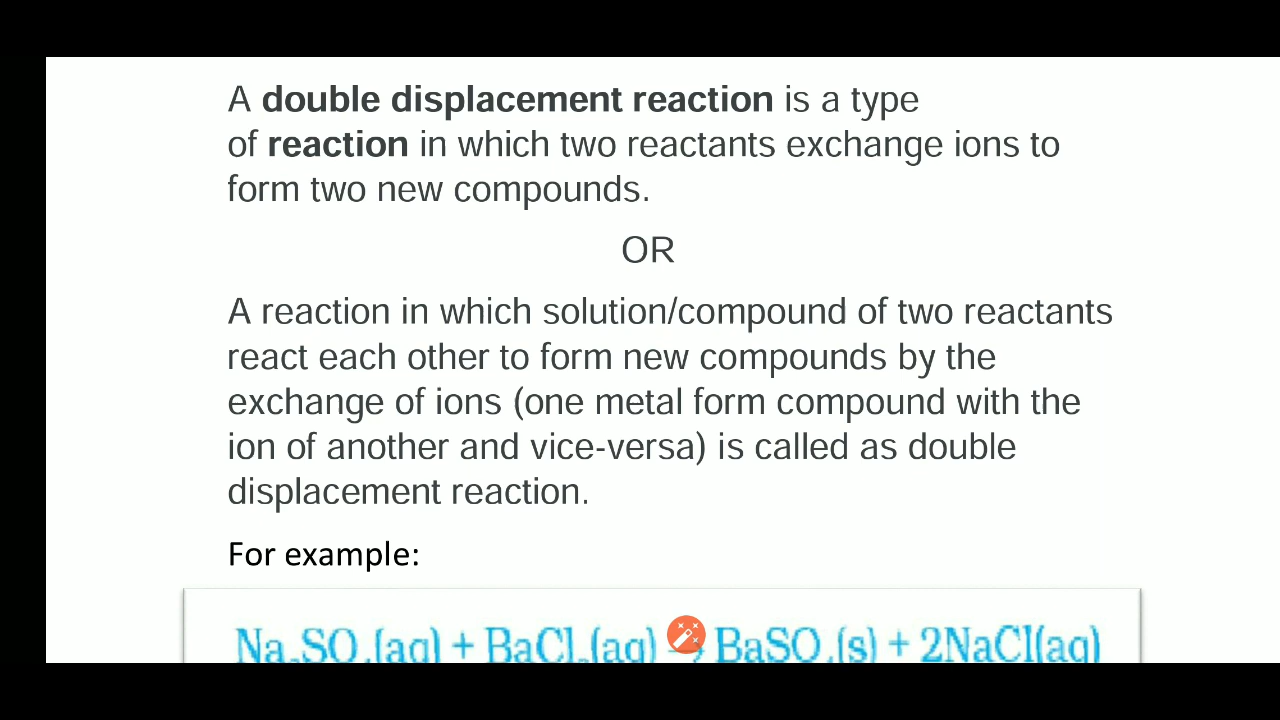 A double displacement reaction is a type
of reaction in which two reactants exchange ions to
form two new compounds.
OR
A reaction in which solution/compound of two reactants
react each other to form new compounds by the
exchange of ions (one metal form compound with the
ion of another and vice-versa) is called as double
displacement reaction.
For example:
Na₂SO₄(aq) + BaCl₂(aq) → BaSO₄(s) + 2NaCl(aq)